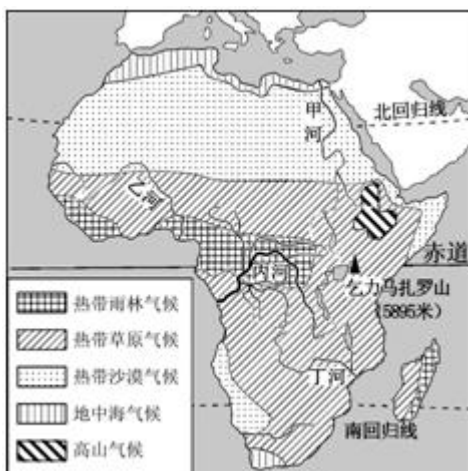 北回归线
甲河
乙河
赤道
丙河
乞力马扎罗山
(5895米)
丁河
南回归线
热带雨林气候
热带草原气候
热带沙漠气候
地中海气候
高山气候